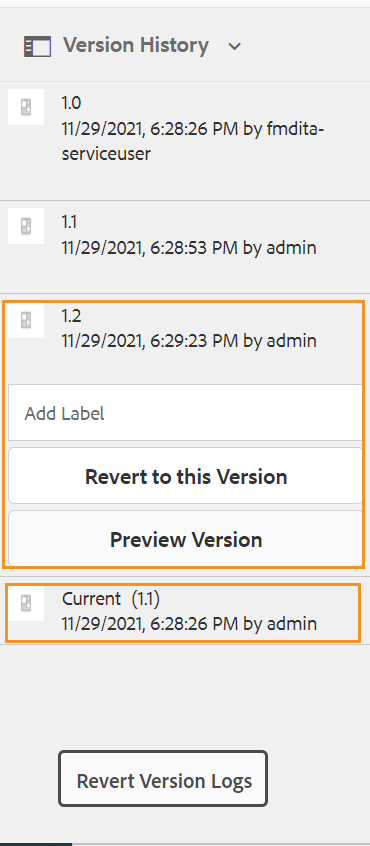 Version History
1.0
11/29/2021, 6:28:26 PM by fmdita-
serviceuser
1.1
11/29/2021, 6:28:53 PM by admin
1.2
11/29/2021, 6:29:23 PM by admin
Add Label
Revert to this Version
Preview Version
Current (1.1)
11/29/2021, 6:28:26 PM by admin
Revert Version Logs